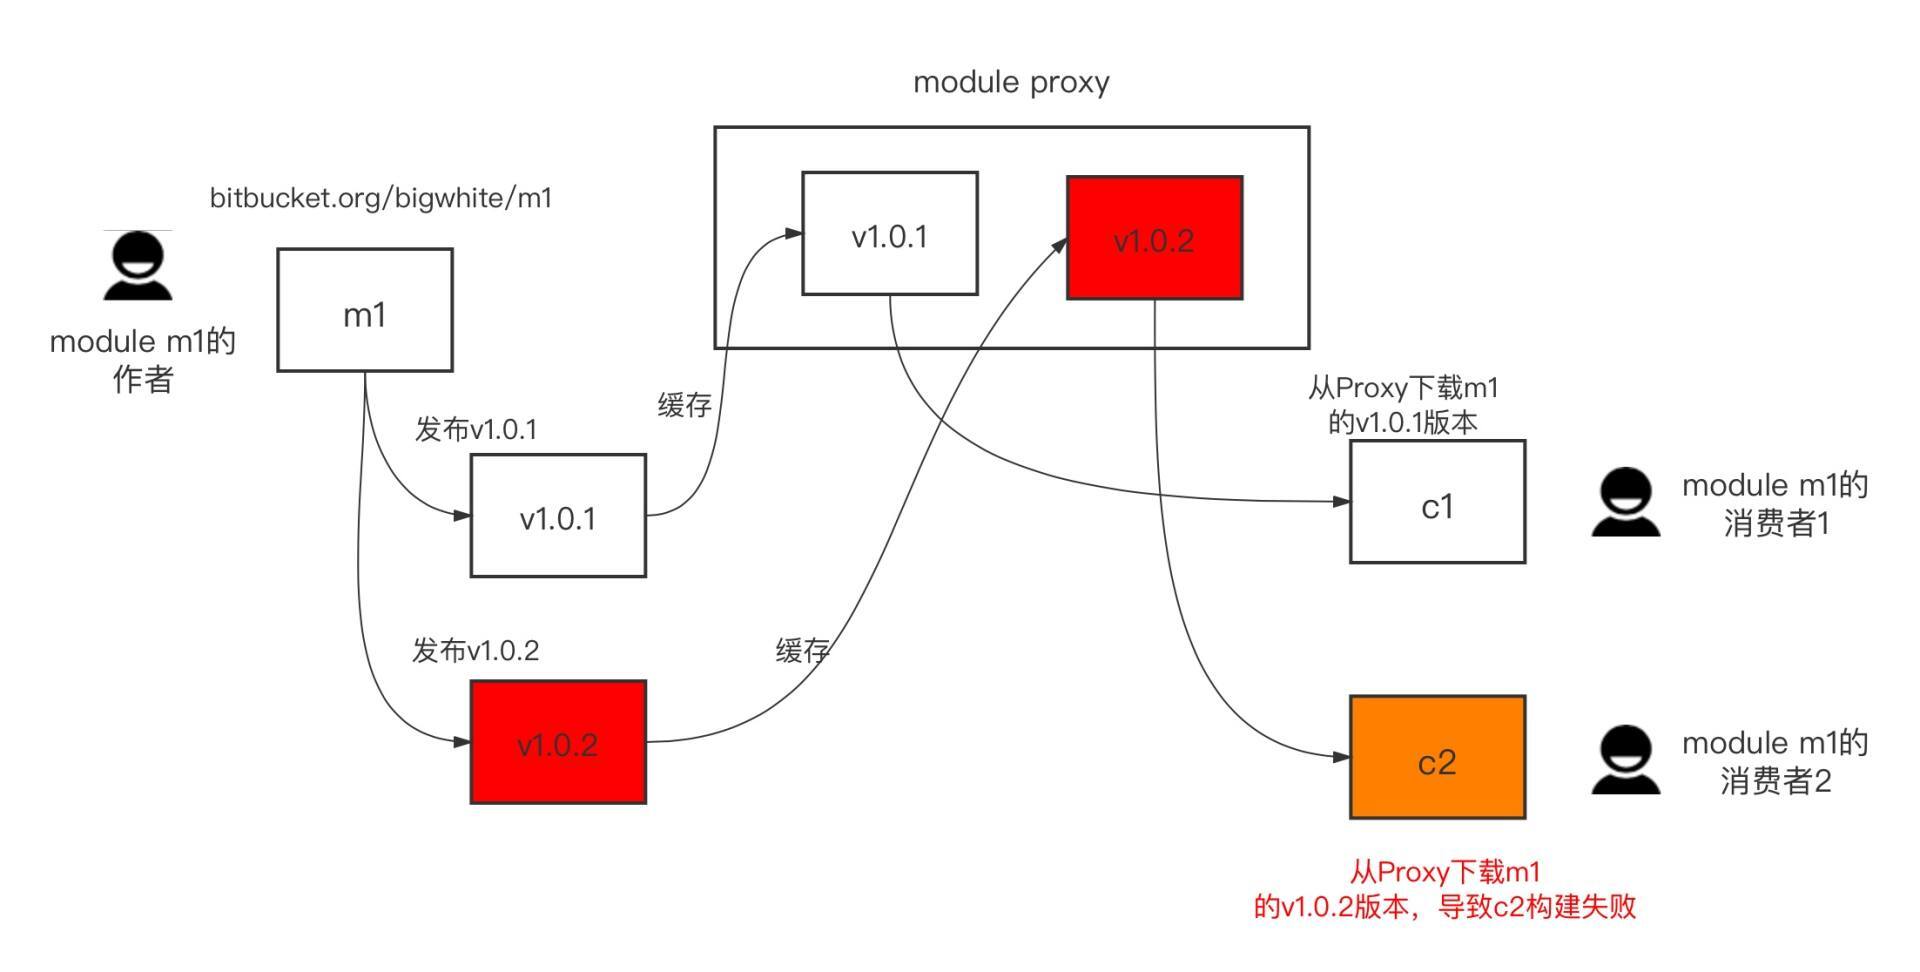 module proxy
bitbucket.org/bigwhite/m1
v1.0.1
v1.0.2
m1
module m1的
作者
缓存
发布v1.0.1
v1.0.1
从Proxy下载m1
的v1.0.1版本
c1
module m1的
消费者1
发布v1.0.2
v1.0.2
缓存
c2
module m1的
消费者2
从Proxy下载m1
的v1.0.2版本，导致c2构建失败